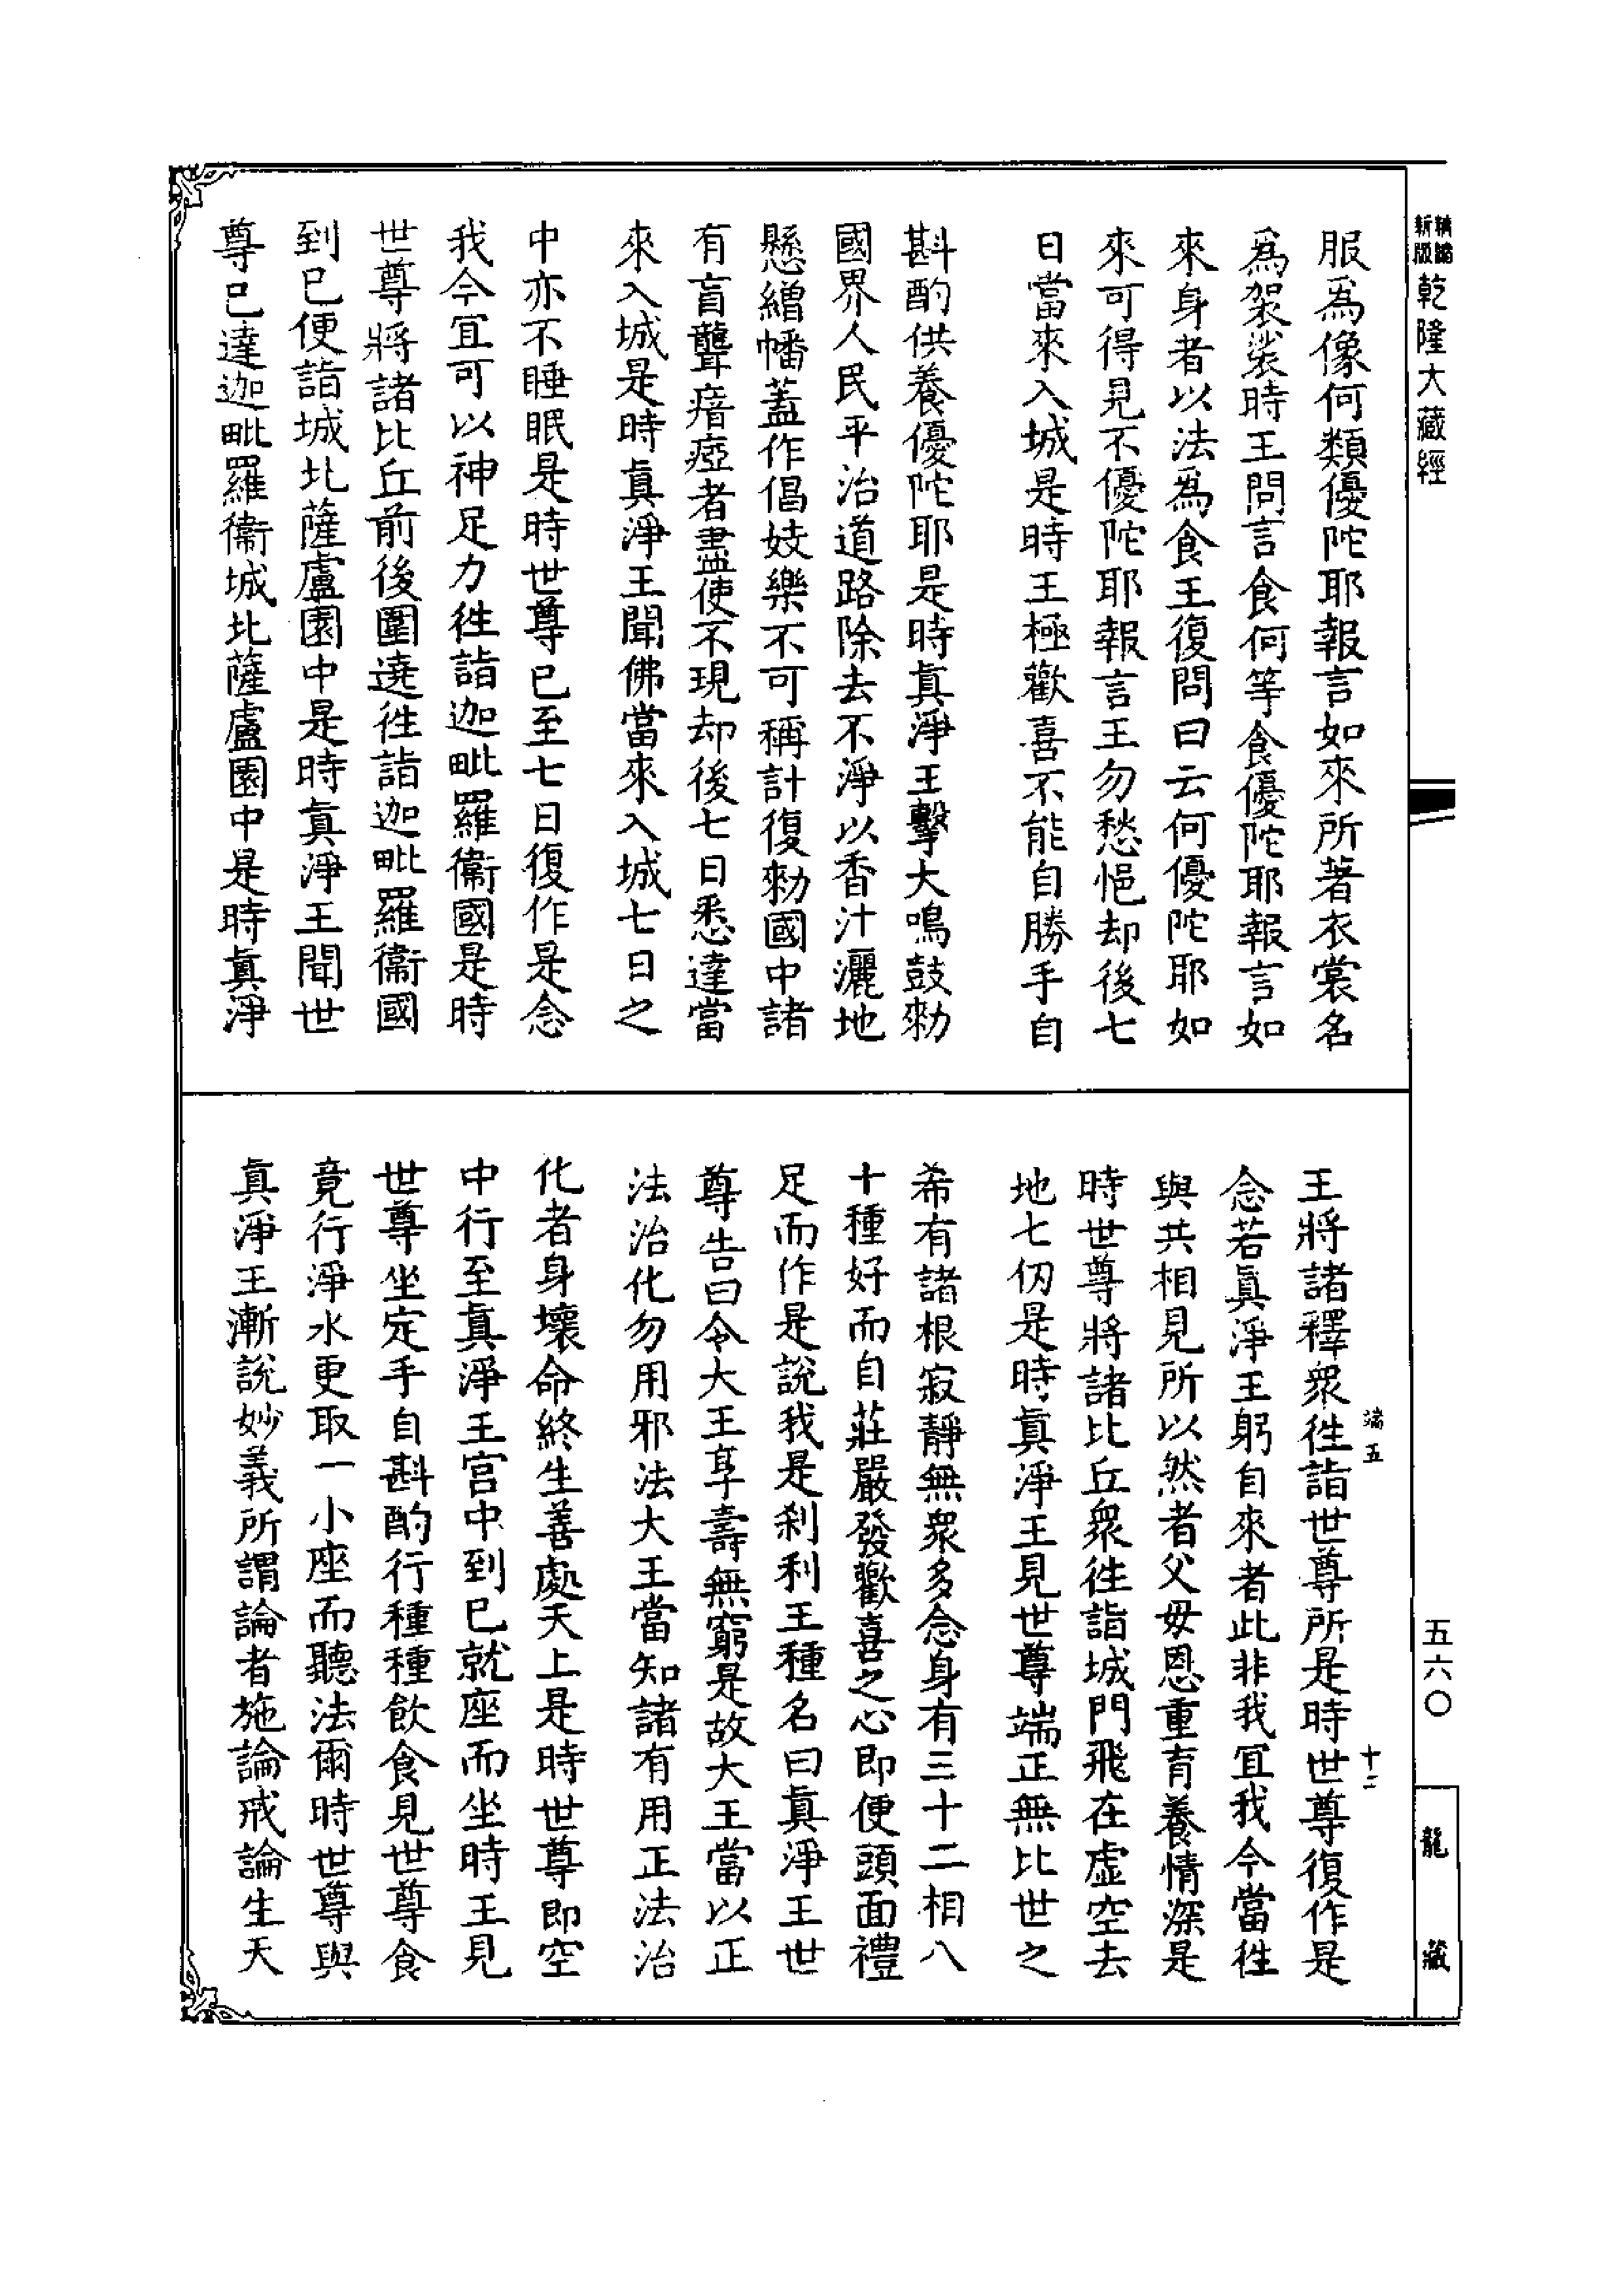 新版
乾隆大藏經
服爲像何類優陀耶報言如來所著衣裳名
爲袈裟時王問言食何等食優陀耶報言如
來身者以法爲食王復問曰云何優陀耶如
來可得見不優陀耶報言王勿愁悒却後七
日當來入城是時王極歡喜不能自勝手自
斟酌供養優陀耶是時真淨王擊大鳴鼓勑
國界人民平治道路除去不淨以香汁灑地
懸繒幡蓋作倡妓樂不可稱計復勑國中諸
有盲聾瘖瘂者盡使不現却後七日悉達當
來入城是時真淨王聞佛當來入城七日之
中亦不睡眠是時世尊已至七日復作是念
我今宜可以神足力徃詣迦毗羅衞國是時
世尊將諸比丘前後圍遶徃詣迦毗羅衞國
到已便詣城北薩盧園中是時真淨王聞世
尊已達迦毗羅衞城北薩盧園中是時真淨
端五
十二
王將諸釋衆徃詣世尊所是時世尊復作是
念若真淨王躬自來者此非我宜我今當徃
與共相見所以然者父母恩重育養情深是
時世尊將諸比丘衆徃詣城門飛在虛空去
地七仞是時真淨王見世尊端正無比世之
希有諸根寂靜無衆多念身有三十二相八
十種好而自莊嚴發歡喜之心即便頭面禮
足而作是說我是刹利王種名曰真淨王世
尊告曰令大王享壽無窮是故大王當以正
法治化勿用邪法大王當知諸有用正法治
化者身壞命終生善處天上是時世尊即空
中行至真淨王宮中到已就座而坐時王見
世尊坐定手自斟酌行種種飲食見世尊食
竟行淨水更取一小座而聽法爾時世尊與
真淨王漸說妙義所謂論者施論戒論生天
五六〇
龍藏